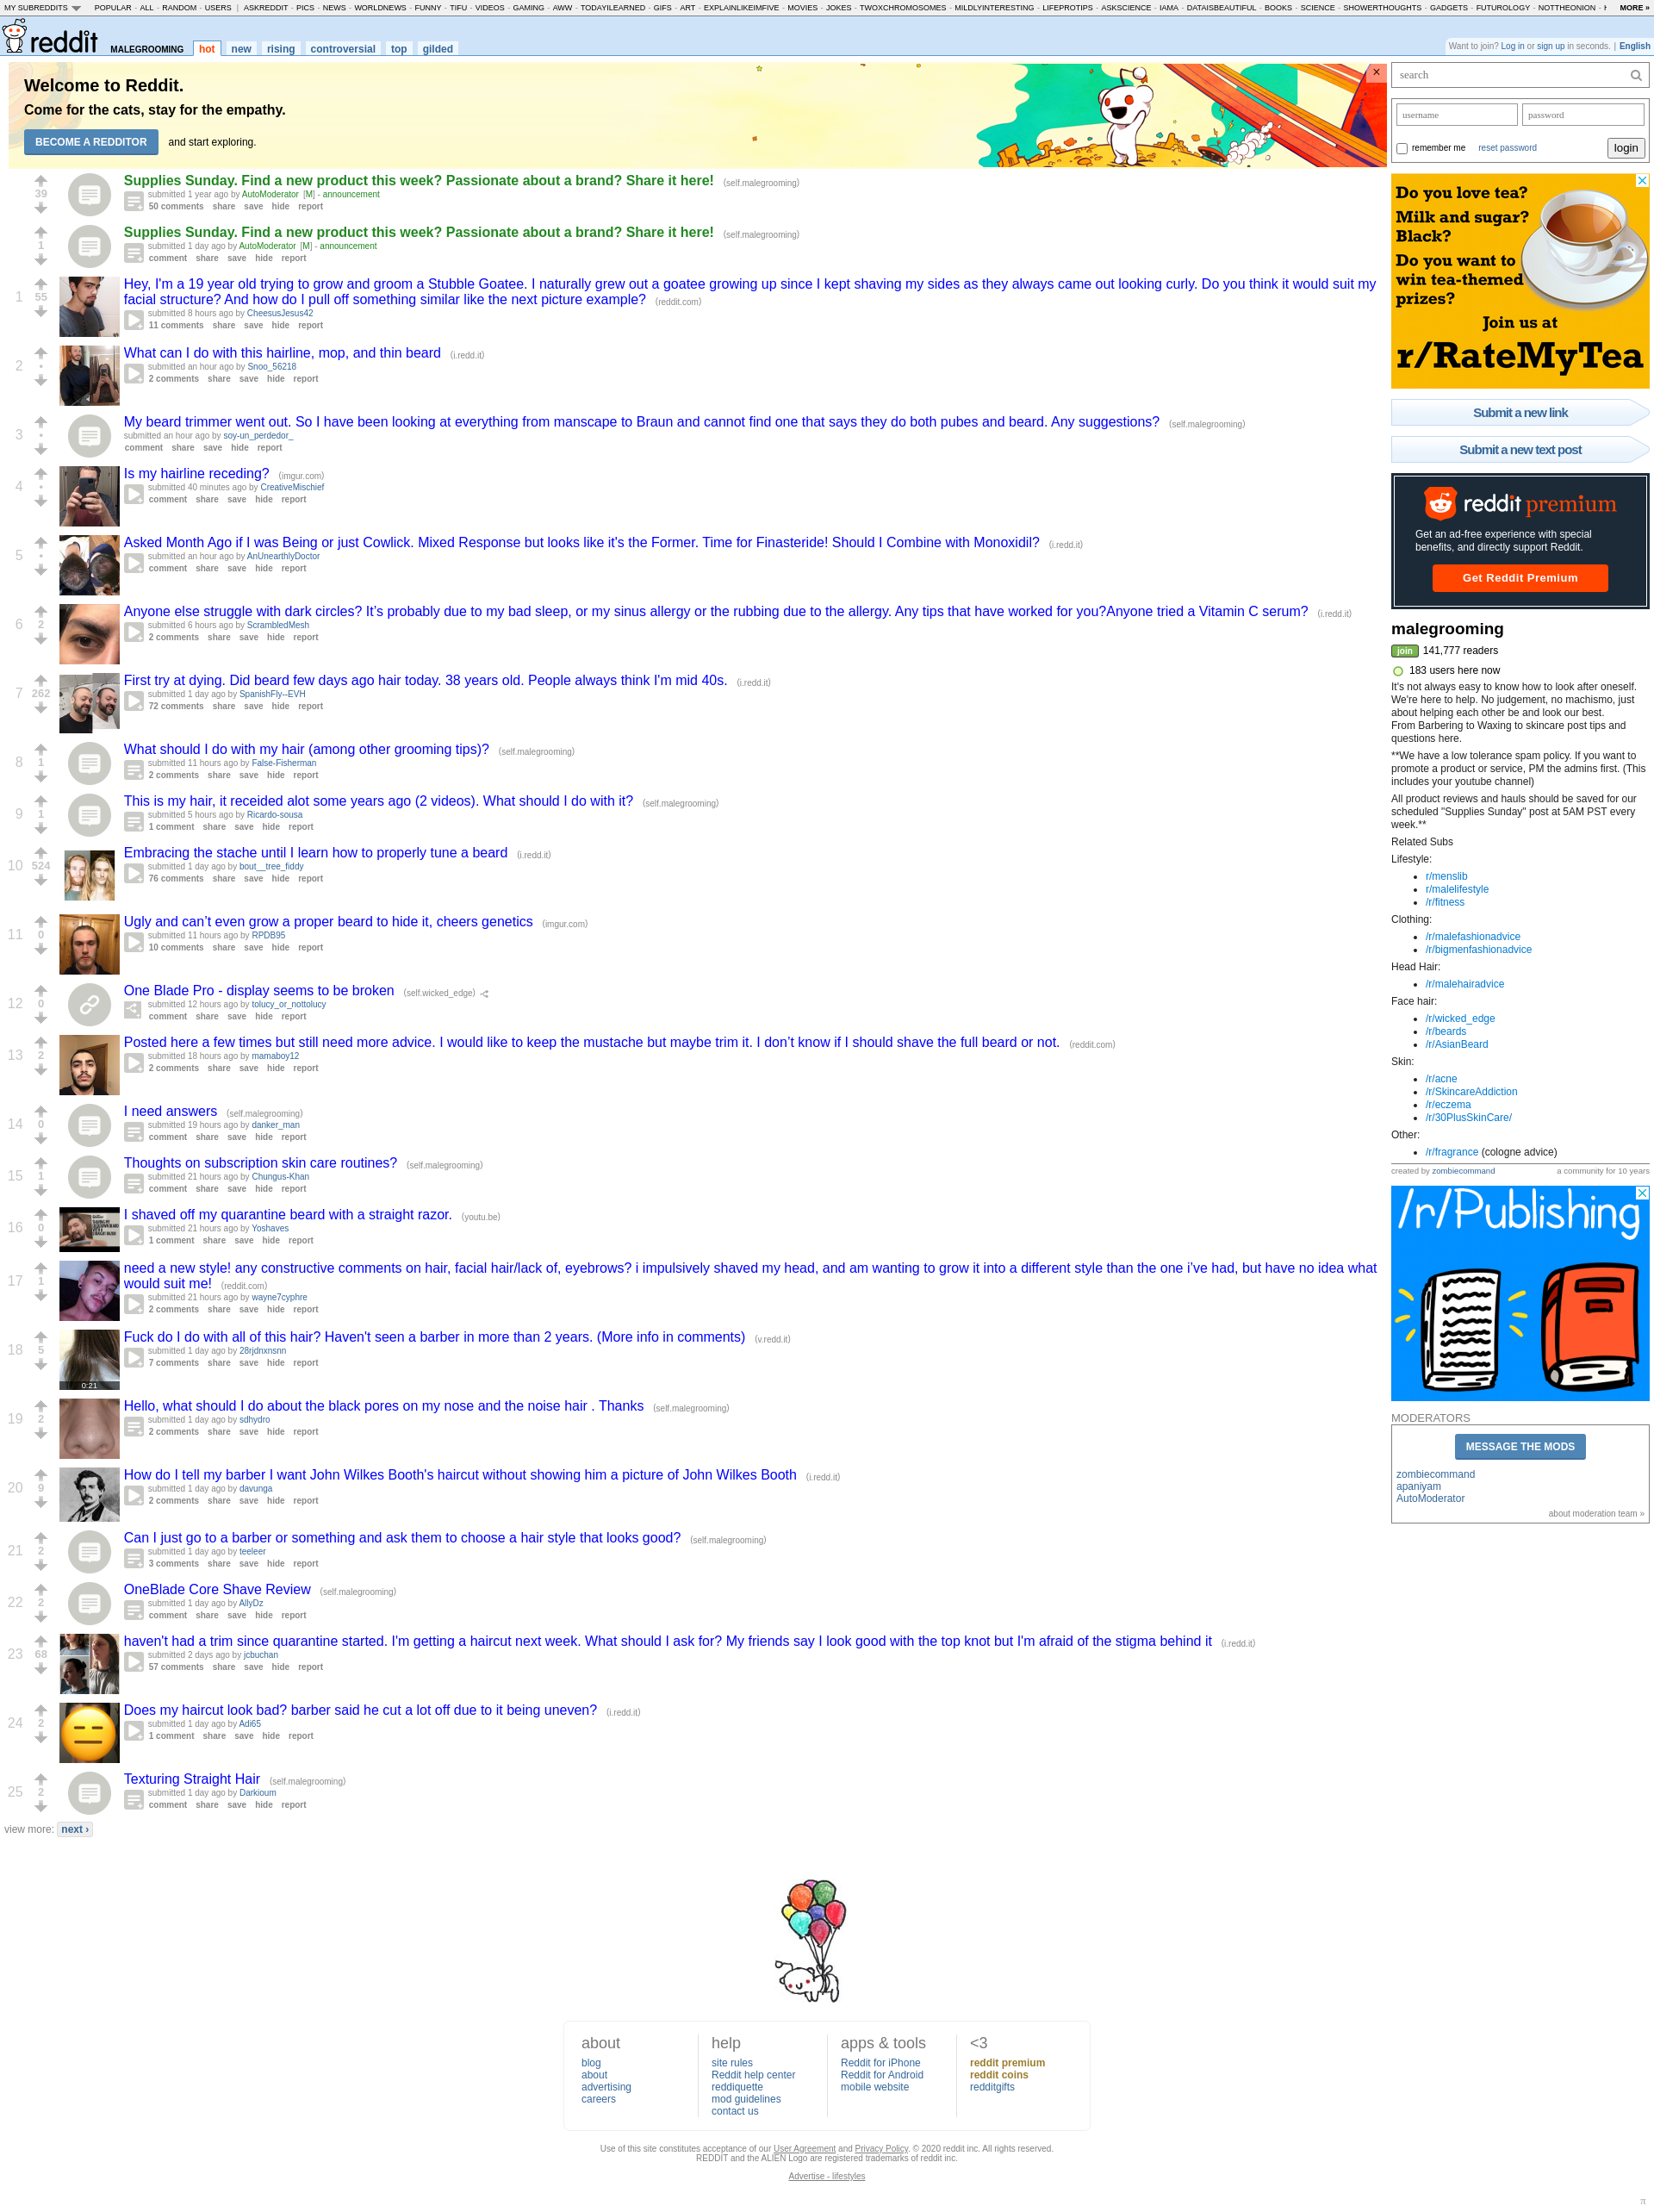 MY SUBREDDITS POPULAR - ALL - RANDOM - USERS | ASKREDDIT - PICS - NEWS - WORLDNEWS - FUNNY - TIFU - VIDEOS - GAMING - AWW - TODAYILEARNED - GIFS - ART - EXPLAINLIKEIMFIVE - MOVIES - JOKES - TWOXCHROMOSOMES - MILDLYINTERESTING - LIFEPROTIPS - ASKSCIENCE - IAMA - DATAISBEAUTIFUL - BOOKS - SCIENCE - SHOWERTHOUGHTS - GADGETS - FUTUROLOGY - NOTTHEONION - MORE »
reddit MALEGROOMING hot new rising controversial top gilded
Want to join? Log in or sign up in seconds. | English
Welcome to Reddit.
Come for the cats, stay for the empathy.
BECOME A REDDITOR and start exploring.
×
39
Supplies Sunday. Find a new product this week? Passionate about a brand? Share it here! (self.malegrooming)
submitted 1 year ago by AutoModerator [M] - announcement
50 comments share save hide report
1
Supplies Sunday. Find a new product this week? Passionate about a brand? Share it here! (self.malegrooming)
submitted 1 day ago by AutoModerator [M] - announcement
comment share save hide report
1 55
Hey, I'm a 19 year old trying to grow and groom a Stubble Goatee. I naturally grew out a goatee growing up since I kept shaving my sides as they always came out looking curly. Do you think it would suit my
facial structure? And how do I pull off something similar like the next picture example? (reddit.com)
submitted 8 hours ago by CheesusJesus42
11 comments share save hide report
2 •
What can I do with this hairline, mop, and thin beard (i.redd.it)
submitted an hour ago by Snoo_56218
2 comments share save hide report
3 •
My beard trimmer went out. So I have been looking at everything from manscape to Braun and cannot find one that says they do both pubes and beard. Any suggestions? (self.malegrooming)
submitted an hour ago by soy-un_perdedor_
comment share save hide report
4 •
Is my hairline receding? (imgur.com)
submitted 40 minutes ago by CreativeMischief
comment share save hide report
5 •
Asked Month Ago if I was Being or just Cowlick. Mixed Response but looks like it's the Former. Time for Finasteride! Should I Combine with Monoxidil? (i.redd.it)
submitted an hour ago by AnUnearthlyDoctor
comment share save hide report
6 2
Anyone else struggle with dark circles? It’s probably due to my bad sleep, or my sinus allergy or the rubbing due to the allergy. Any tips that have worked for you?Anyone tried a Vitamin C serum? (i.redd.it)
submitted 6 hours ago by ScrambledMesh
2 comments share save hide report
7 262
First try at dying. Did beard few days ago hair today. 38 years old. People always think I'm mid 40s. (i.redd.it)
submitted 1 day ago by SpanishFly--EVH
72 comments share save hide report
8 1
What should I do with my hair (among other grooming tips)? (self.malegrooming)
submitted 11 hours ago by False-Fisherman
2 comments share save hide report
9 1
This is my hair, it receided alot some years ago (2 videos). What should I do with it? (self.malegrooming)
submitted 5 hours ago by Ricardo-sousa
1 comment share save hide report
10 524
Embracing the stache until I learn how to properly tune a beard (i.redd.it)
submitted 1 day ago by bout__tree_fiddy
76 comments share save hide report
11 0
Ugly and can’t even grow a proper beard to hide it, cheers genetics (imgur.com)
submitted 11 hours ago by RPDB95
10 comments share save hide report
12 0
One Blade Pro - display seems to be broken (self.wicked_edge)
submitted 12 hours ago by tolucy_or_nottolucy
comment share save hide report
13 2
Posted here a few times but still need more advice. I would like to keep the mustache but maybe trim it. I don’t know if I should shave the full beard or not. (reddit.com)
submitted 18 hours ago by mamaboy12
2 comments share save hide report
14 0
I need answers (self.malegrooming)
submitted 19 hours ago by danker_man
comment share save hide report
15 1
Thoughts on subscription skin care routines? (self.malegrooming)
submitted 21 hours ago by Chungus-Khan
comment share save hide report
16 0
I shaved off my quarantine beard with a straight razor. (youtu.be)
submitted 21 hours ago by Yoshaves
1 comment share save hide report
17 1
need a new style! any constructive comments on hair, facial hair/lack of, eyebrows? i impulsively shaved my head, and am wanting to grow it into a different style than the one i’ve had, but have no idea what
would suit me! (reddit.com)
submitted 21 hours ago by wayne7cyphre
2 comments share save hide report
18 5
0:21
Fuck do I do with all of this hair? Haven't seen a barber in more than 2 years. (More info in comments) (v.redd.it)
submitted 1 day ago by 28rjdnxnsnn
7 comments share save hide report
19 2
Hello, what should I do about the black pores on my nose and the noise hair . Thanks (self.malegrooming)
submitted 1 day ago by sdhydro
2 comments share save hide report
20 9
How do I tell my barber I want John Wilkes Booth's haircut without showing him a picture of John Wilkes Booth (i.redd.it)
submitted 1 day ago by davunga
2 comments share save hide report
21 2
Can I just go to a barber or something and ask them to choose a hair style that looks good? (self.malegrooming)
submitted 1 day ago by teeleer
3 comments share save hide report
22 2
OneBlade Core Shave Review (self.malegrooming)
submitted 1 day ago by AllyDz
comment share save hide report
23 68
haven't had a trim since quarantine started. I'm getting a haircut next week. What should I ask for? My friends say I look good with the top knot but I'm afraid of the stigma behind it (i.redd.it)
submitted 2 days ago by jcbuchan
57 comments share save hide report
24 2
Does my haircut look bad? barber said he cut a lot off due to it being uneven? (i.redd.it)
submitted 1 day ago by Adi65
1 comment share save hide report
25 2
Texturing Straight Hair (self.malegrooming)
submitted 1 day ago by Darkioum
comment share save hide report
view more: next ›
search
username password
remember me reset password login
Do you love tea?
Milk and sugar?
Black?
Do you want to
win tea-themed
prizes?
Join us at
r/RateMyTea
Submit a new link
Submit a new text post
reddit premium
Get an ad-free experience with special
benefits, and directly support Reddit.
Get Reddit Premium
malegrooming
join 141,777 readers
183 users here now
It's not always easy to know how to look after oneself.
We're here to help. No judgement, no machismo, just
about helping each other be and look our best.
From Barbering to Waxing to skincare post tips and
questions here.
**We have a low tolerance spam policy. If you want to
promote a product or service, PM the admins first. (This
includes your youtube channel)
All product reviews and hauls should be saved for our
scheduled "Supplies Sunday" post at 5AM PST every
week.**
Related Subs
Lifestyle:
• r/menslib
• r/malelifestyle
• r/fitness
Clothing:
• /r/malefashionadvice
• /r/bigmenfashionadvice
Head Hair:
• /r/malehairadvice
Face hair:
• /r/wicked_edge
• /r/beards
• /r/AsianBeard
Skin:
• /r/acne
• /r/SkincareAddiction
• /r/eczema
• /r/30PlusSkinCare/
Other:
• /r/fragrance (cologne advice)
created by zombiecommand a community for 10 years
/r/Publishing
MODERATORS
MESSAGE THE MODS
zombiecommand
apaniyam
AutoModerator
about moderation team »
about
blog
about
advertising
careers
help
site rules
Reddit help center
reddiquette
mod guidelines
contact us
apps & tools
Reddit for iPhone
Reddit for Android
mobile website
<3
reddit premium
reddit coins
redditgifts
Use of this site constitutes acceptance of our User Agreement and Privacy Policy. © 2020 reddit inc. All rights reserved.
REDDIT and the ALIEN Logo are registered trademarks of reddit inc.
Advertise - lifestyles
π